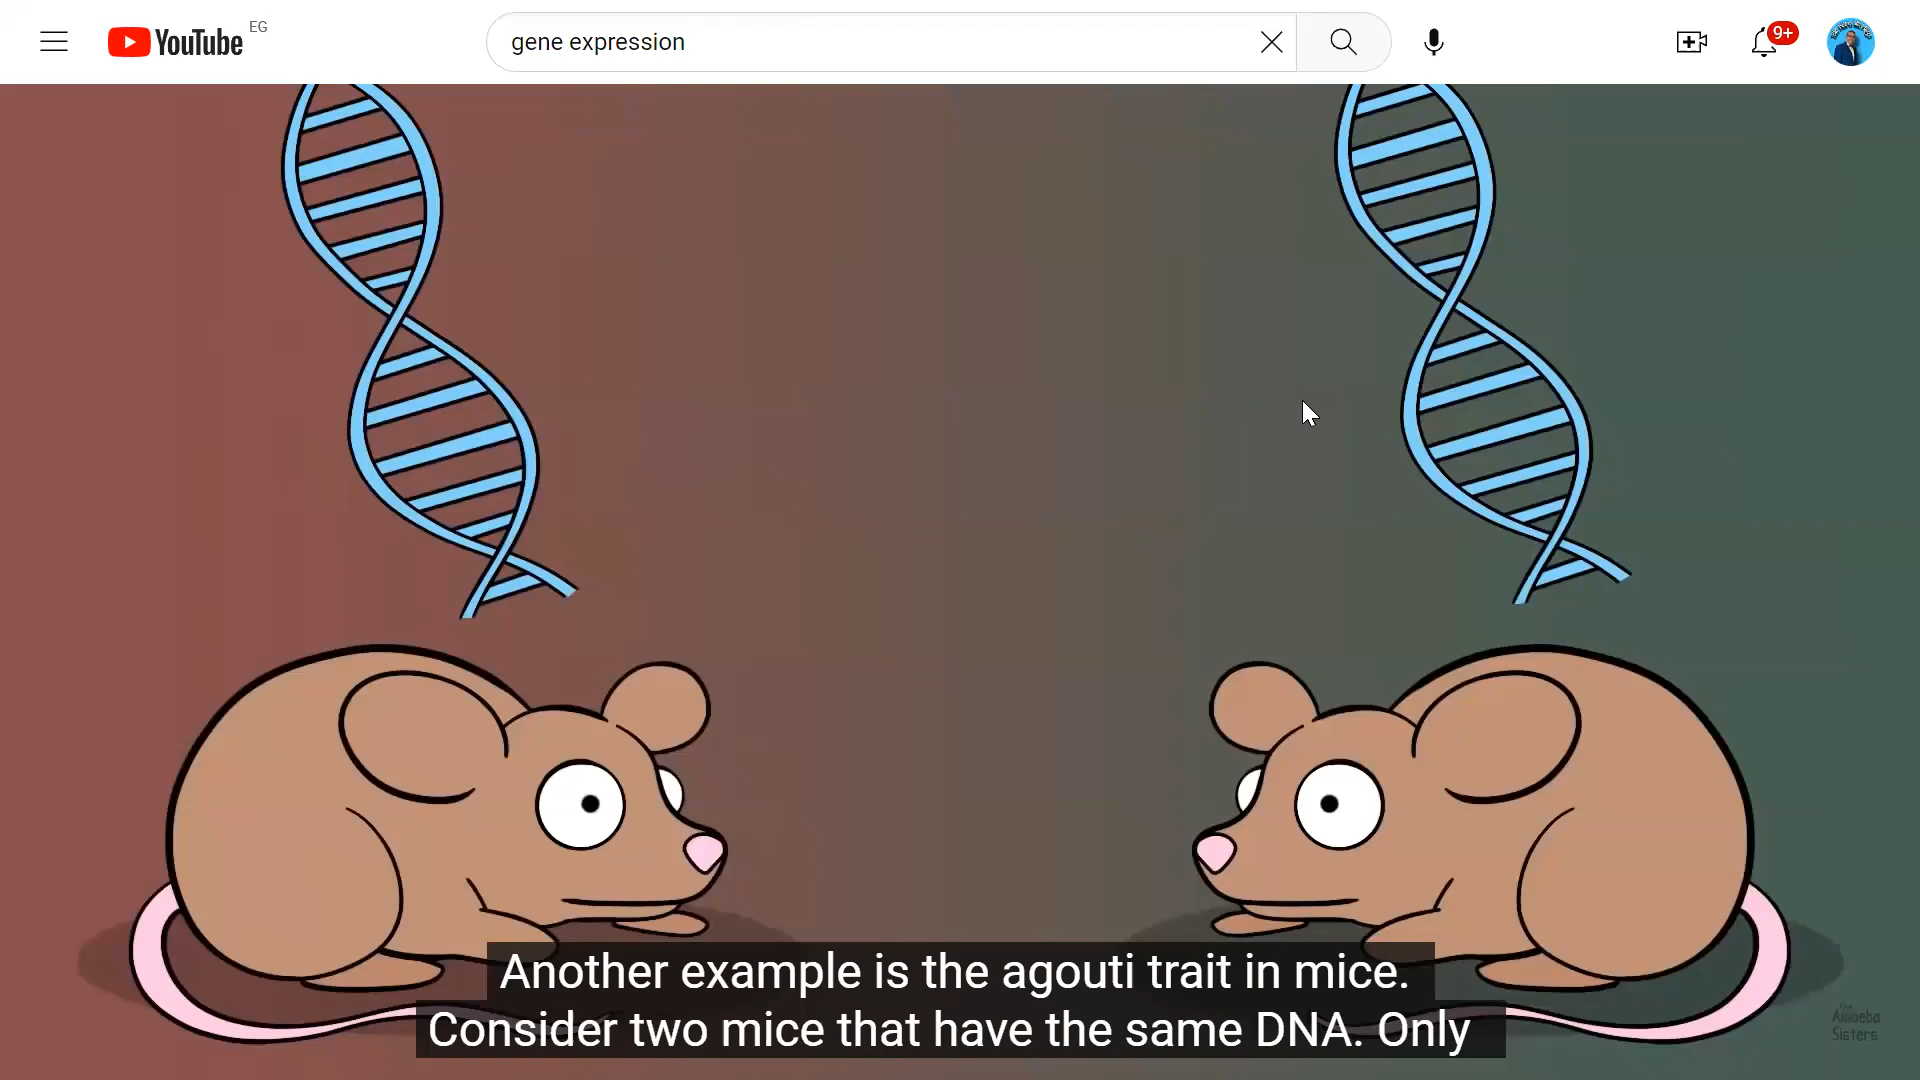 YouTube EG
gene expression
9+
Another example is the agouti trait in mice.
Consider two mice that have the same DNA. Only
The
Amoeba
Sisters